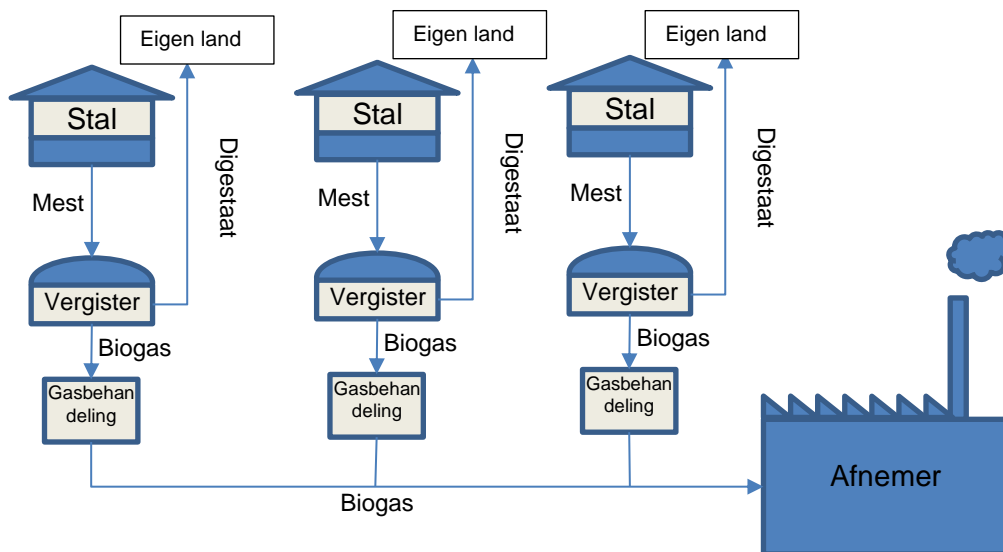 Eigen land
Eigen land
Eigen land
Stal
Stal
Stal
Digestaat
Digestaat
Digestaat
Mest
Mest
Mest
Vergister
Vergister
Vergister
Biogas
Biogas
Biogas
Gasbehan
deling
Gasbehan
deling
Gasbehan
deling
Afnemer
Biogas